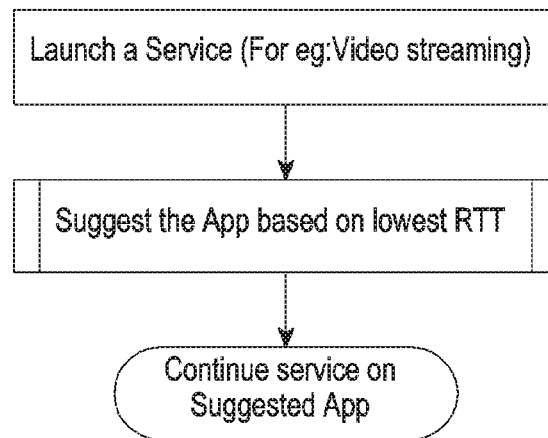 Launch a Service (For eg:Video streaming)
Suggest the App based on lowest RTT
Continue service on
Suggested App